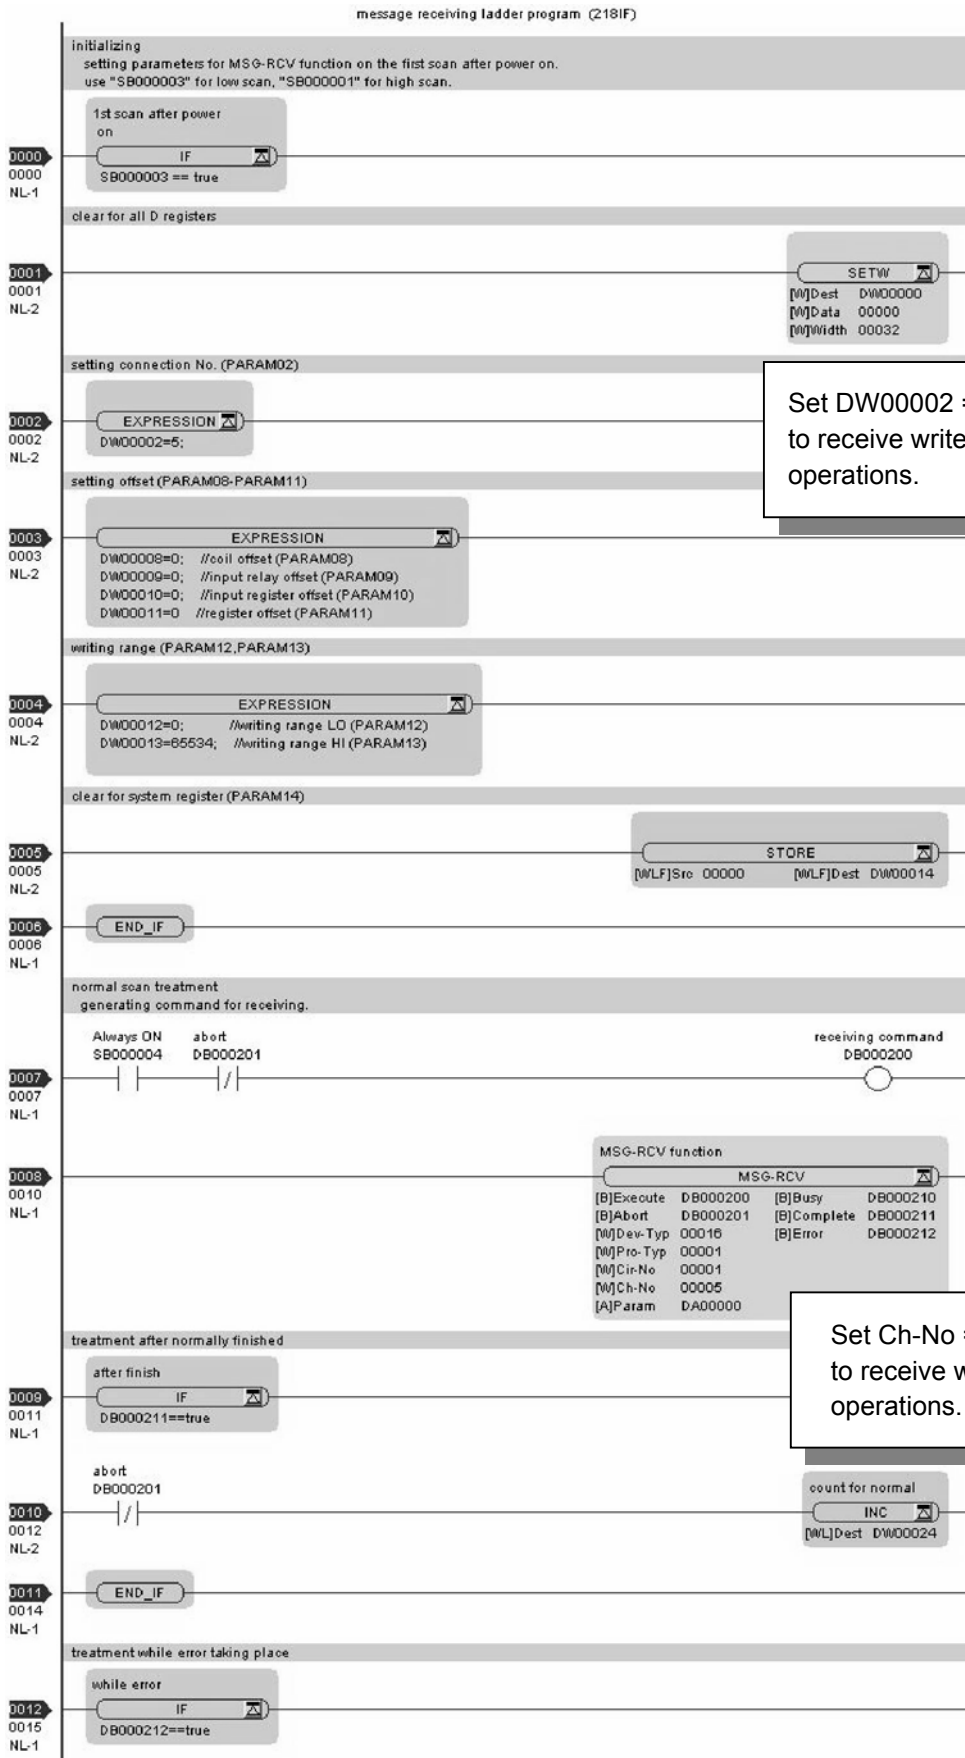 message receiving ladder program (218IF)
initializing
setting parameters for MSG-RCV function on the first scan after power on.
use "SB000003" for low scan, "SB000001" for high scan.
1st scan after power
on
0000
IF
0000
SB000003 == true
NL-1
clear for all D registers
0001
SETW
0001
[W]Dest DW00000
NL-2
[W]Data 00000
[W]Width 00032
setting connection No. (PARAM02)
Set DW00002 =
to receive write
operations.
0002
EXPRESSION
0002
DW00002=5;
NL-2
setting offset (PARAM08-PARAM11)
0003
EXPRESSION
0003
DW00008=0; //coil offset (PARAM08)
NL-2
DW00009=0; //input relay offset (PARAM09)
DW00010=0; //input register offset (PARAM10)
DW00011=0 //register offset (PARAM11)
writing range (PARAM12,PARAM13)
0004
EXPRESSION
0004
DW00012=0; //writing range LO (PARAM12)
NL-2
DW00013=65534; //writing range HI (PARAM13)
clear for system register (PARAM14)
0005
STORE
0005
[WLF]Src 00000 [WLF]Dest DW00014
NL-2
0006
END_IF
0006
NL-1
normal scan treatment
generating command for receiving.
Always ON abort receiving command
SB000004 DB000201 DB000200
0007
0007
NL-1
MSG-RCV function
0008
MSG-RCV
0010
[B]Execute DB000200 [B]Busy DB000210
NL-1
[B]Abort DB000201 [B]Complete DB000211
[W]Dev-Typ 00016 [B]Error DB000212
[W]Pro-Typ 00001
[W]Cir-No 00001
[W]Ch-No 00005
[A]Param DA00000
Set Ch-No
to receive
operations.
treatment after normally finished
after finish
0009
IF
0011
DB000211==true
NL-1
abort
DB000201
count for normal
0010
INC
0012
[WL]Dest DW00024
NL-2
0011
END_IF
0014
NL-1
treatment while error taking place
while error
0012
IF
0015
DB000212==true
NL-1